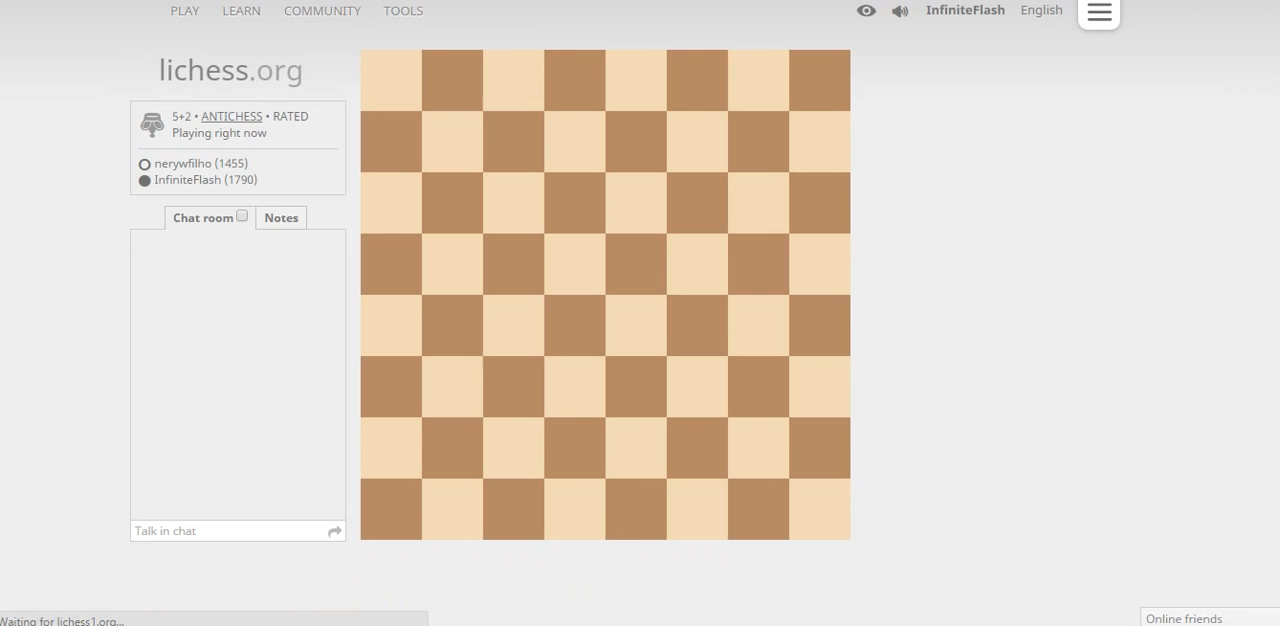 PLAY LEARN COMMUNITY TOOLS InfiniteFlash English
lichess.org
5+2 • ANTICHESS • RATED
Playing right now
nerywfilho (1455)
InfiniteFlash (1790)
Chat room Notes
Talk in chat
Waiting for lichess1.org...
Online friends